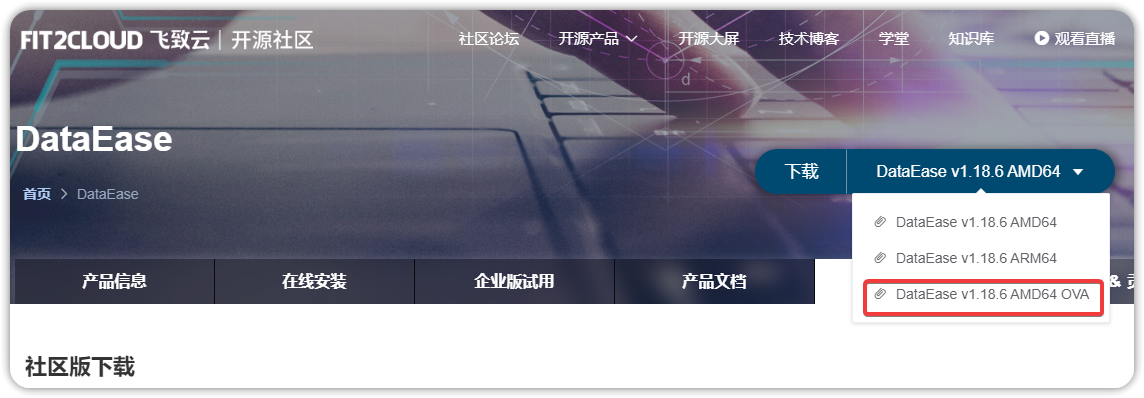 FIT2CLOUD 飞致云 | 开源社区 社区论坛 开源产品 开源大屏 技术博客 学堂 知识库 观看直播
d
DataEase
下载 DataEase v1.18.6 AMD64
首页 > DataEase
DataEase v1.18.6 AMD64
DataEase v1.18.6 ARM64
DataEase v1.18.6 AMD64 OVA
产品信息 在线安装 企业版试用 产品文档 &
社区版下载